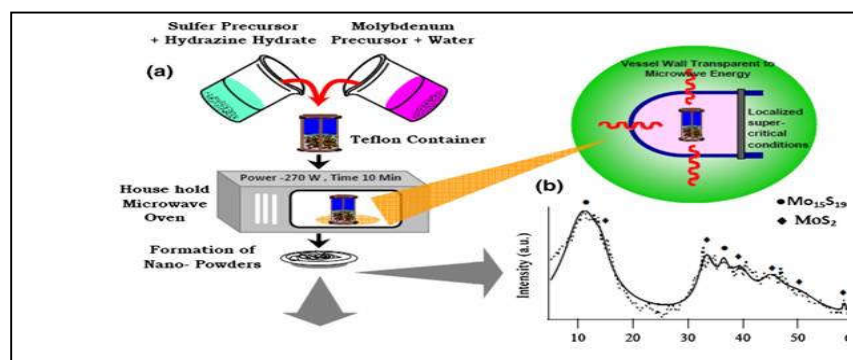 Sulfer Precursor
+ Hydrazine Hydrate
Molybdenum
Precursor + Water
(a)
Teflon Container
Power -270 W , Time 10 Min
House hold
Microwave
Oven
Formation of
Nano- Powders
Vessel Wall Transparent to
Microwave Energy
Localized
super-
critical
conditions
(b)
Mo₁₅S₁₉
MoS₂
Intensity (a.u.)
10 20 30 40 50